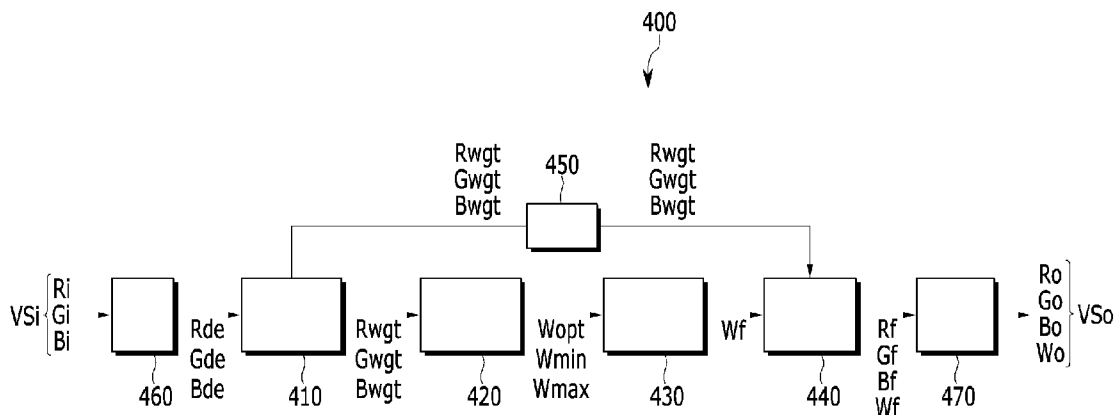 400
Rwgt
Gwgt
Bwgt
450
Rwgt
Gwgt
Bwgt
VSi
Ri
Gi
Bi
460
Rde
Gde
Bde
410
Rwgt
Gwgt
Bwgt
420
Wopt
Wmin
Wmax
430
Wf
440
Rf
Gf
Bf
Wf
470
Ro
Go
Bo
Wo
VSo